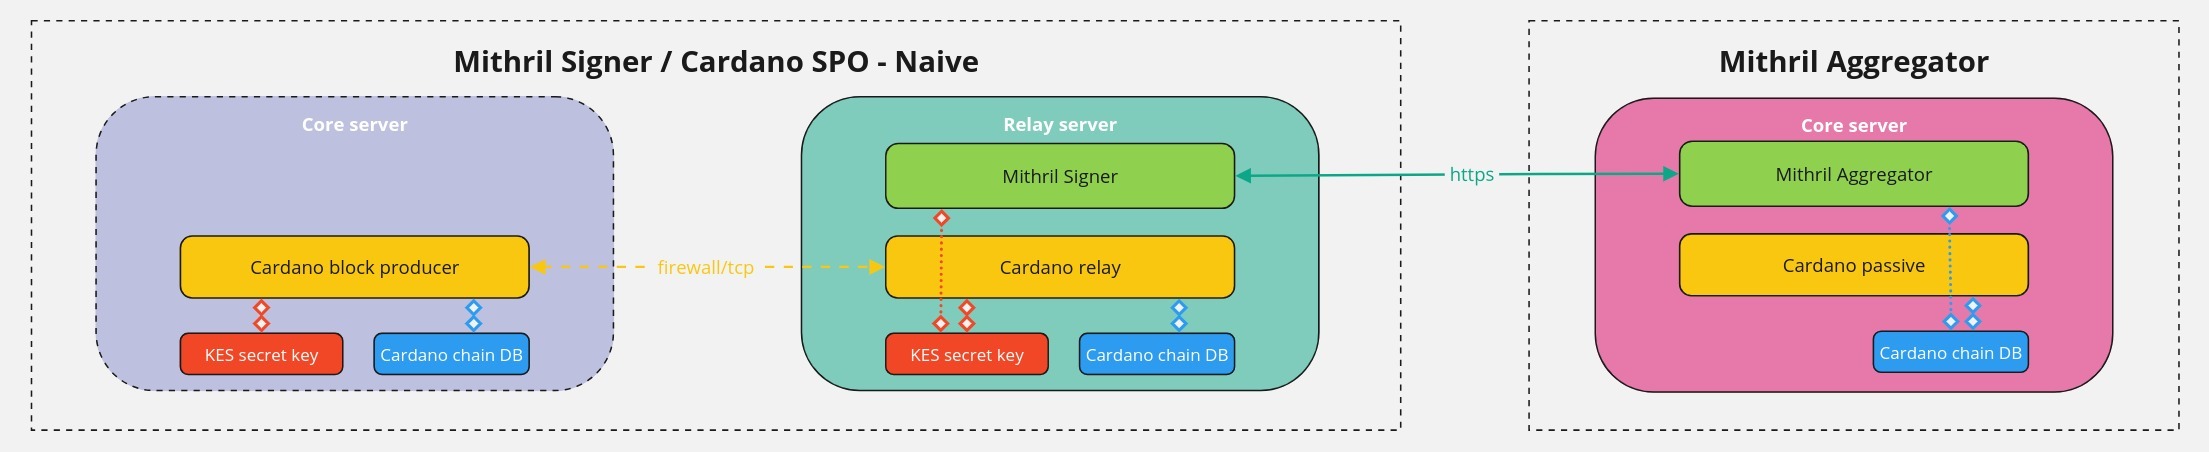 Mithril Signer / Cardano SPO - Naive
Core server
Cardano block producer
KES secret key
Cardano chain DB
firewall/tcp
Relay server
Mithril Signer
Cardano relay
KES secret key
Cardano chain DB
https
Mithril Aggregator
Core server
Mithril Aggregator
Cardano passive
Cardano chain DB